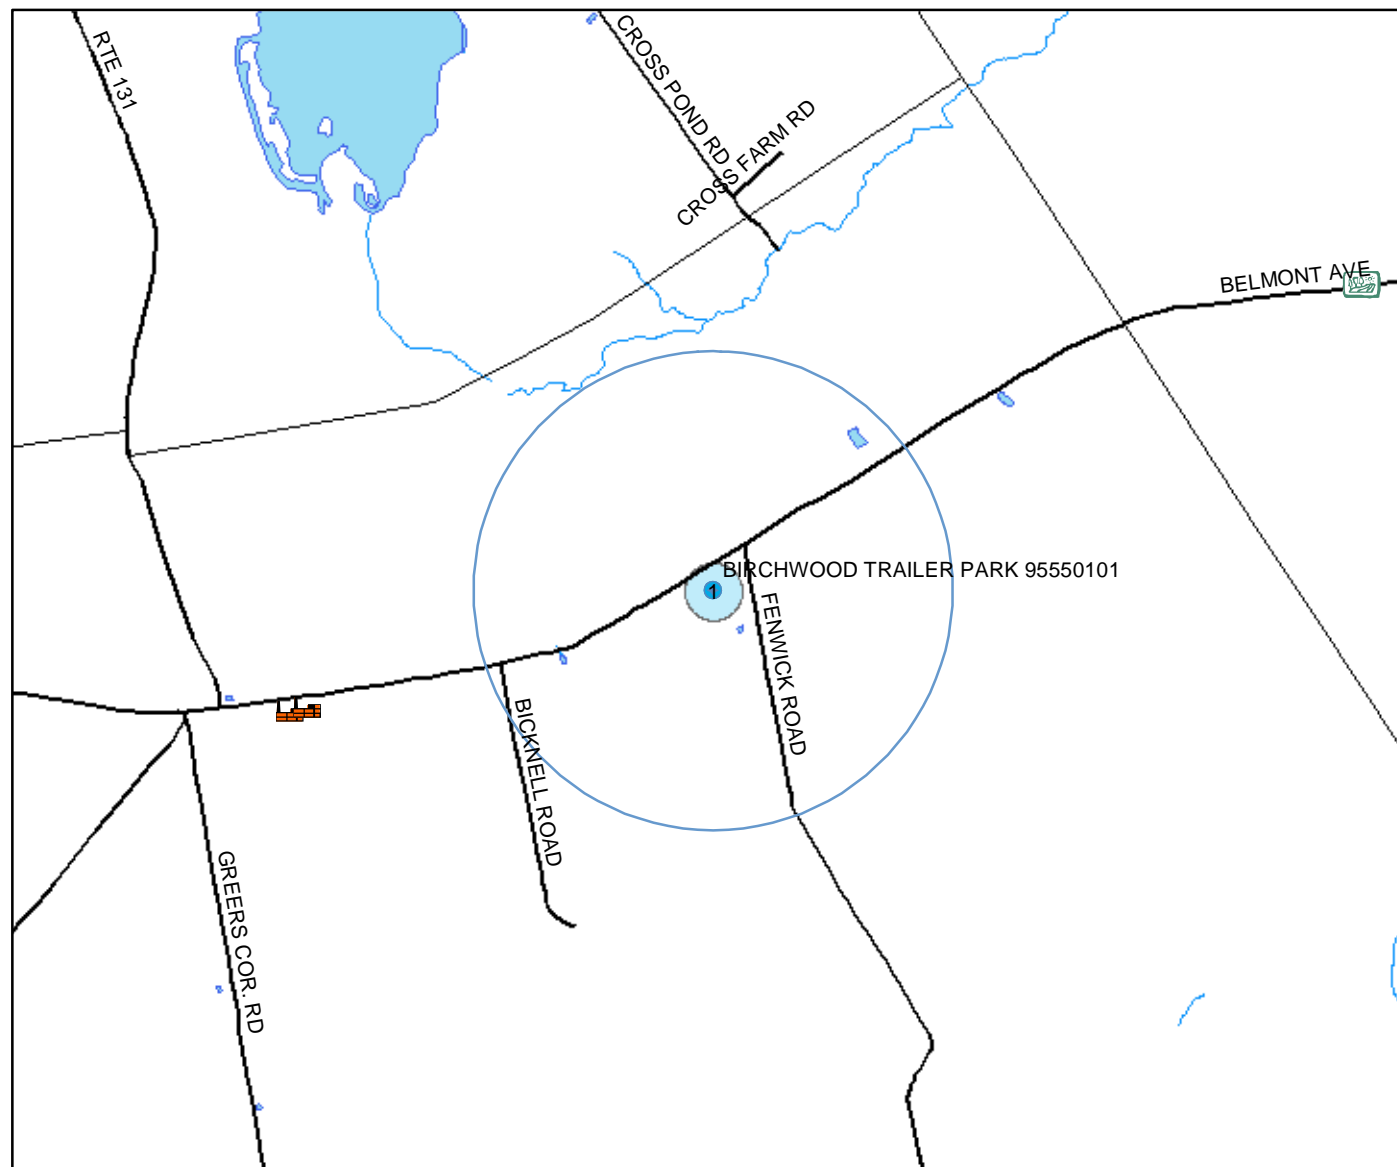 RTE 131
CROSS POND RD
CROSS FARM RD
BELMONT AVE
BIRCHWOOD TRAILER PARK 95550101
1
FENWICK ROAD
BICKNELL ROAD
GREERS COR. RD